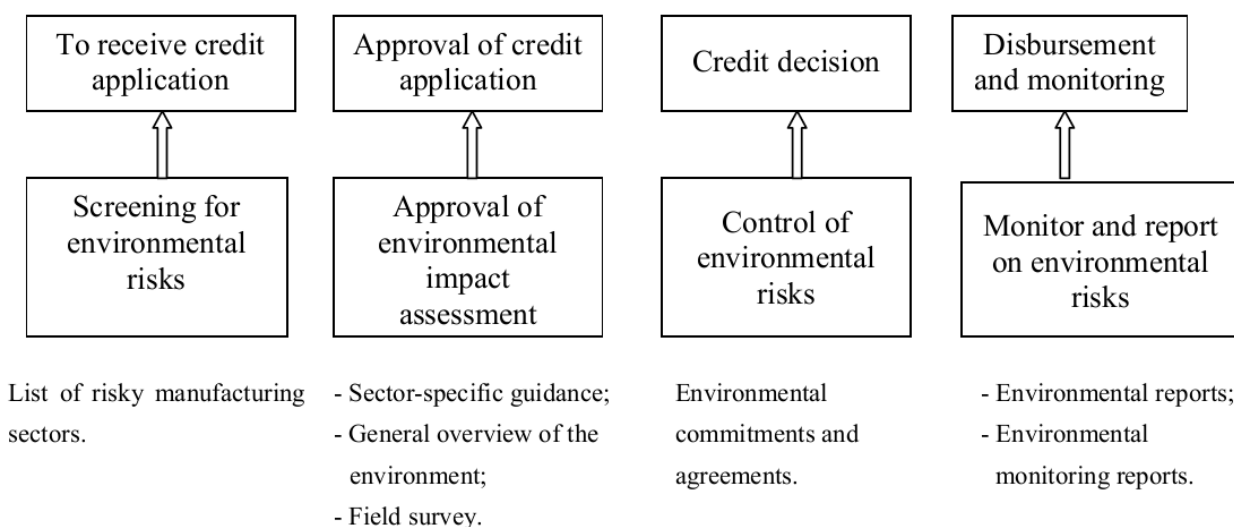 To receive credit
application
Approval of credit
application
Credit decision
Disbursement
and monitoring
Screening for
environmental
risks
Approval of
environmental
impact
assessment
Control of
environmental
risks
Monitor and report
on environmental
risks
List of risky manufacturing
sectors.
- Sector-specific guidance;
- General overview of the
environment;
- Field survey.
Environmental
commitments and
agreements.
- Environmental reports;
- Environmental
monitoring reports.